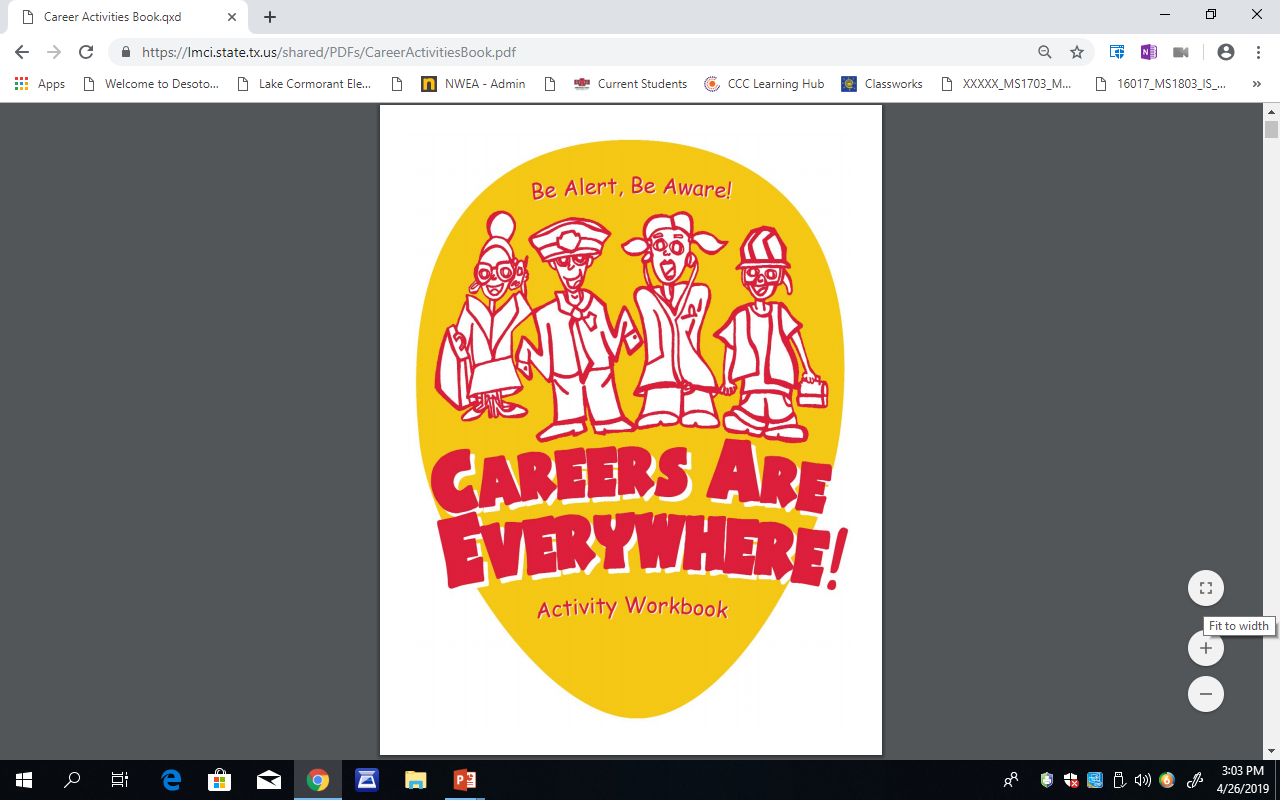 Career Activities Book.qxd
https://lmci.state.tx.us/shared/PDFs/CareerActivitiesBook.pdf
Apps
Welcome to Desoto...
Lake Cormorant Ele...
NWEA - Admin
Current Students
CCC Learning Hub
Classworks
XXXXX_MS1703_M...
16017_MS1803_IS_...
Be Alert, Be Aware!
CAREERS ARE
EVERYWHERE!
Activity Workbook
Fit to width
3:03 PM
4/26/2019